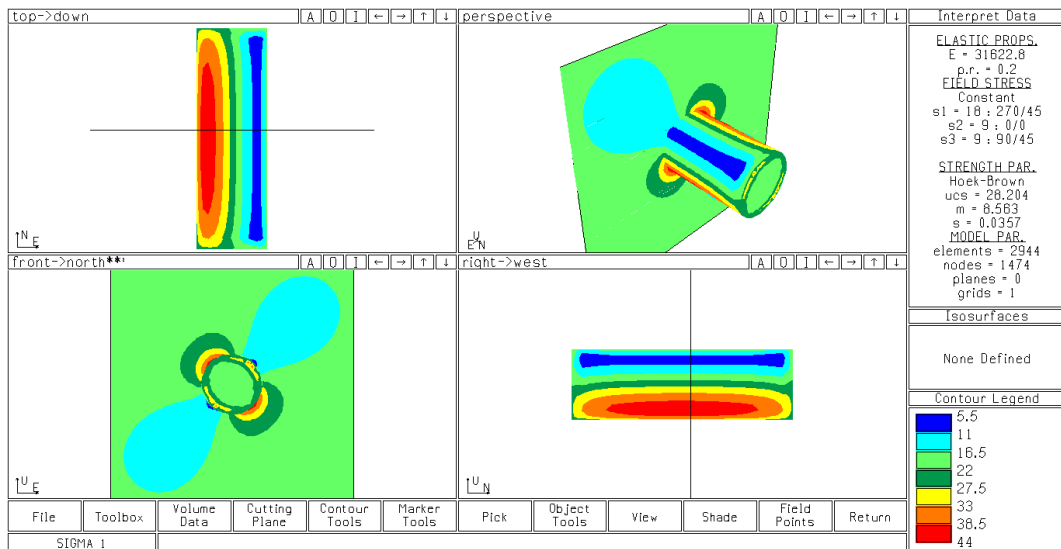 top->down A O I ← → ↑ ↓
perspective A O I ← → ↑ ↓
Interpret Data
ELASTIC PROPS.
E = 31622.8
p.r. = 0.2
FIELD STRESS
Constant
s1 = 18 : 270/45
s2 = 9 : 0/0
s3 = 9 : 90/45
STRENGTH PAR.
Hoek-Brown
ucs = 28.204
m = 8.563
s = 0.0357
MODEL PAR.
elements = 2944
nodes = 1474
planes = 0
grids = 1
N E
U
E N
front->north**' A O I ← → ↑ ↓
right->west A O I ← → ↑ ↓
Isosurfaces
None Defined
Contour Legend
5.5
11
16.5
22
27.5
33
38.5
44
U E
U N
File
Toolbox
Volume
Data
Cutting
Plane
Contour
Tools
Marker
Tools
Pick
Object
Tools
View
Shade
Field
Points
Return
SIGMA 1